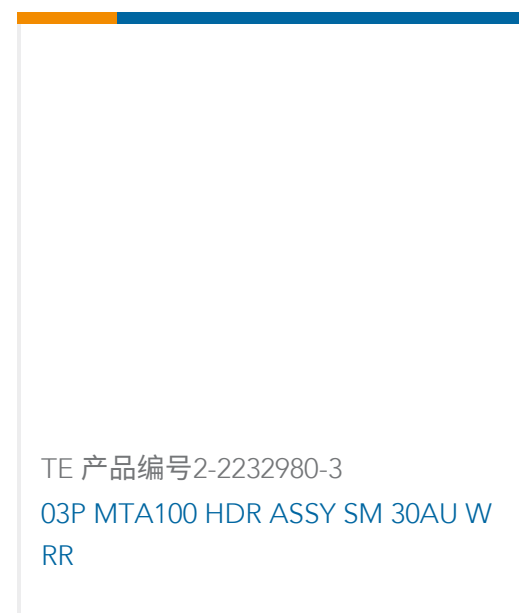 TE 产品编号2-2232980-3
03P MTA100 HDR ASSY SM 30AU W
RR